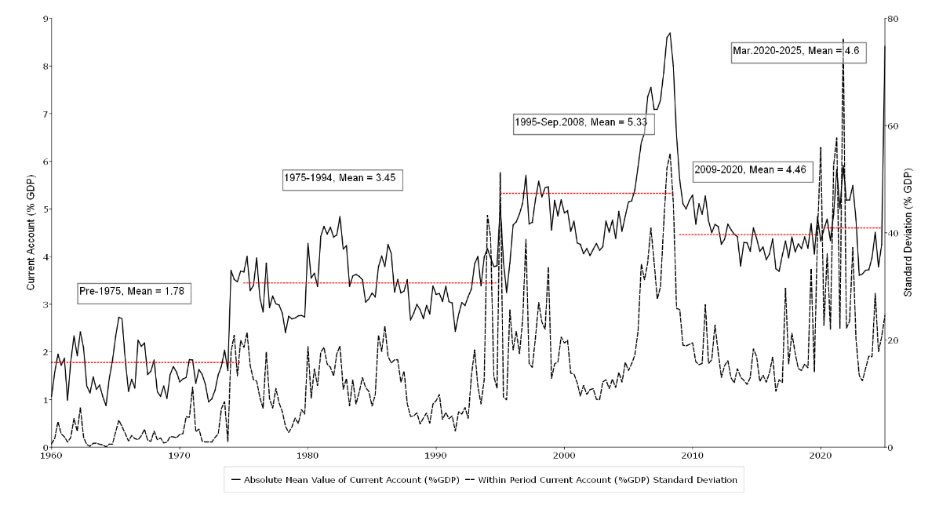 9
8
7
6
5
4
3
2
1
0
80
60
40
20
0
Current Account (% GDP)
Standard Deviation (% GDP)
Mar.2020-2025, Mean = 4.6
1995-Sep.2008, Mean = 5.33
2009-2020, Mean = 4.46
1975-1994, Mean = 3.45
Pre-1975, Mean = 1.78
1960 1970 1980 1990 2000 2010 2020
Absolute Mean Value of Current Account (%GDP) Within Period Current Account (%GDP) Standard Deviation